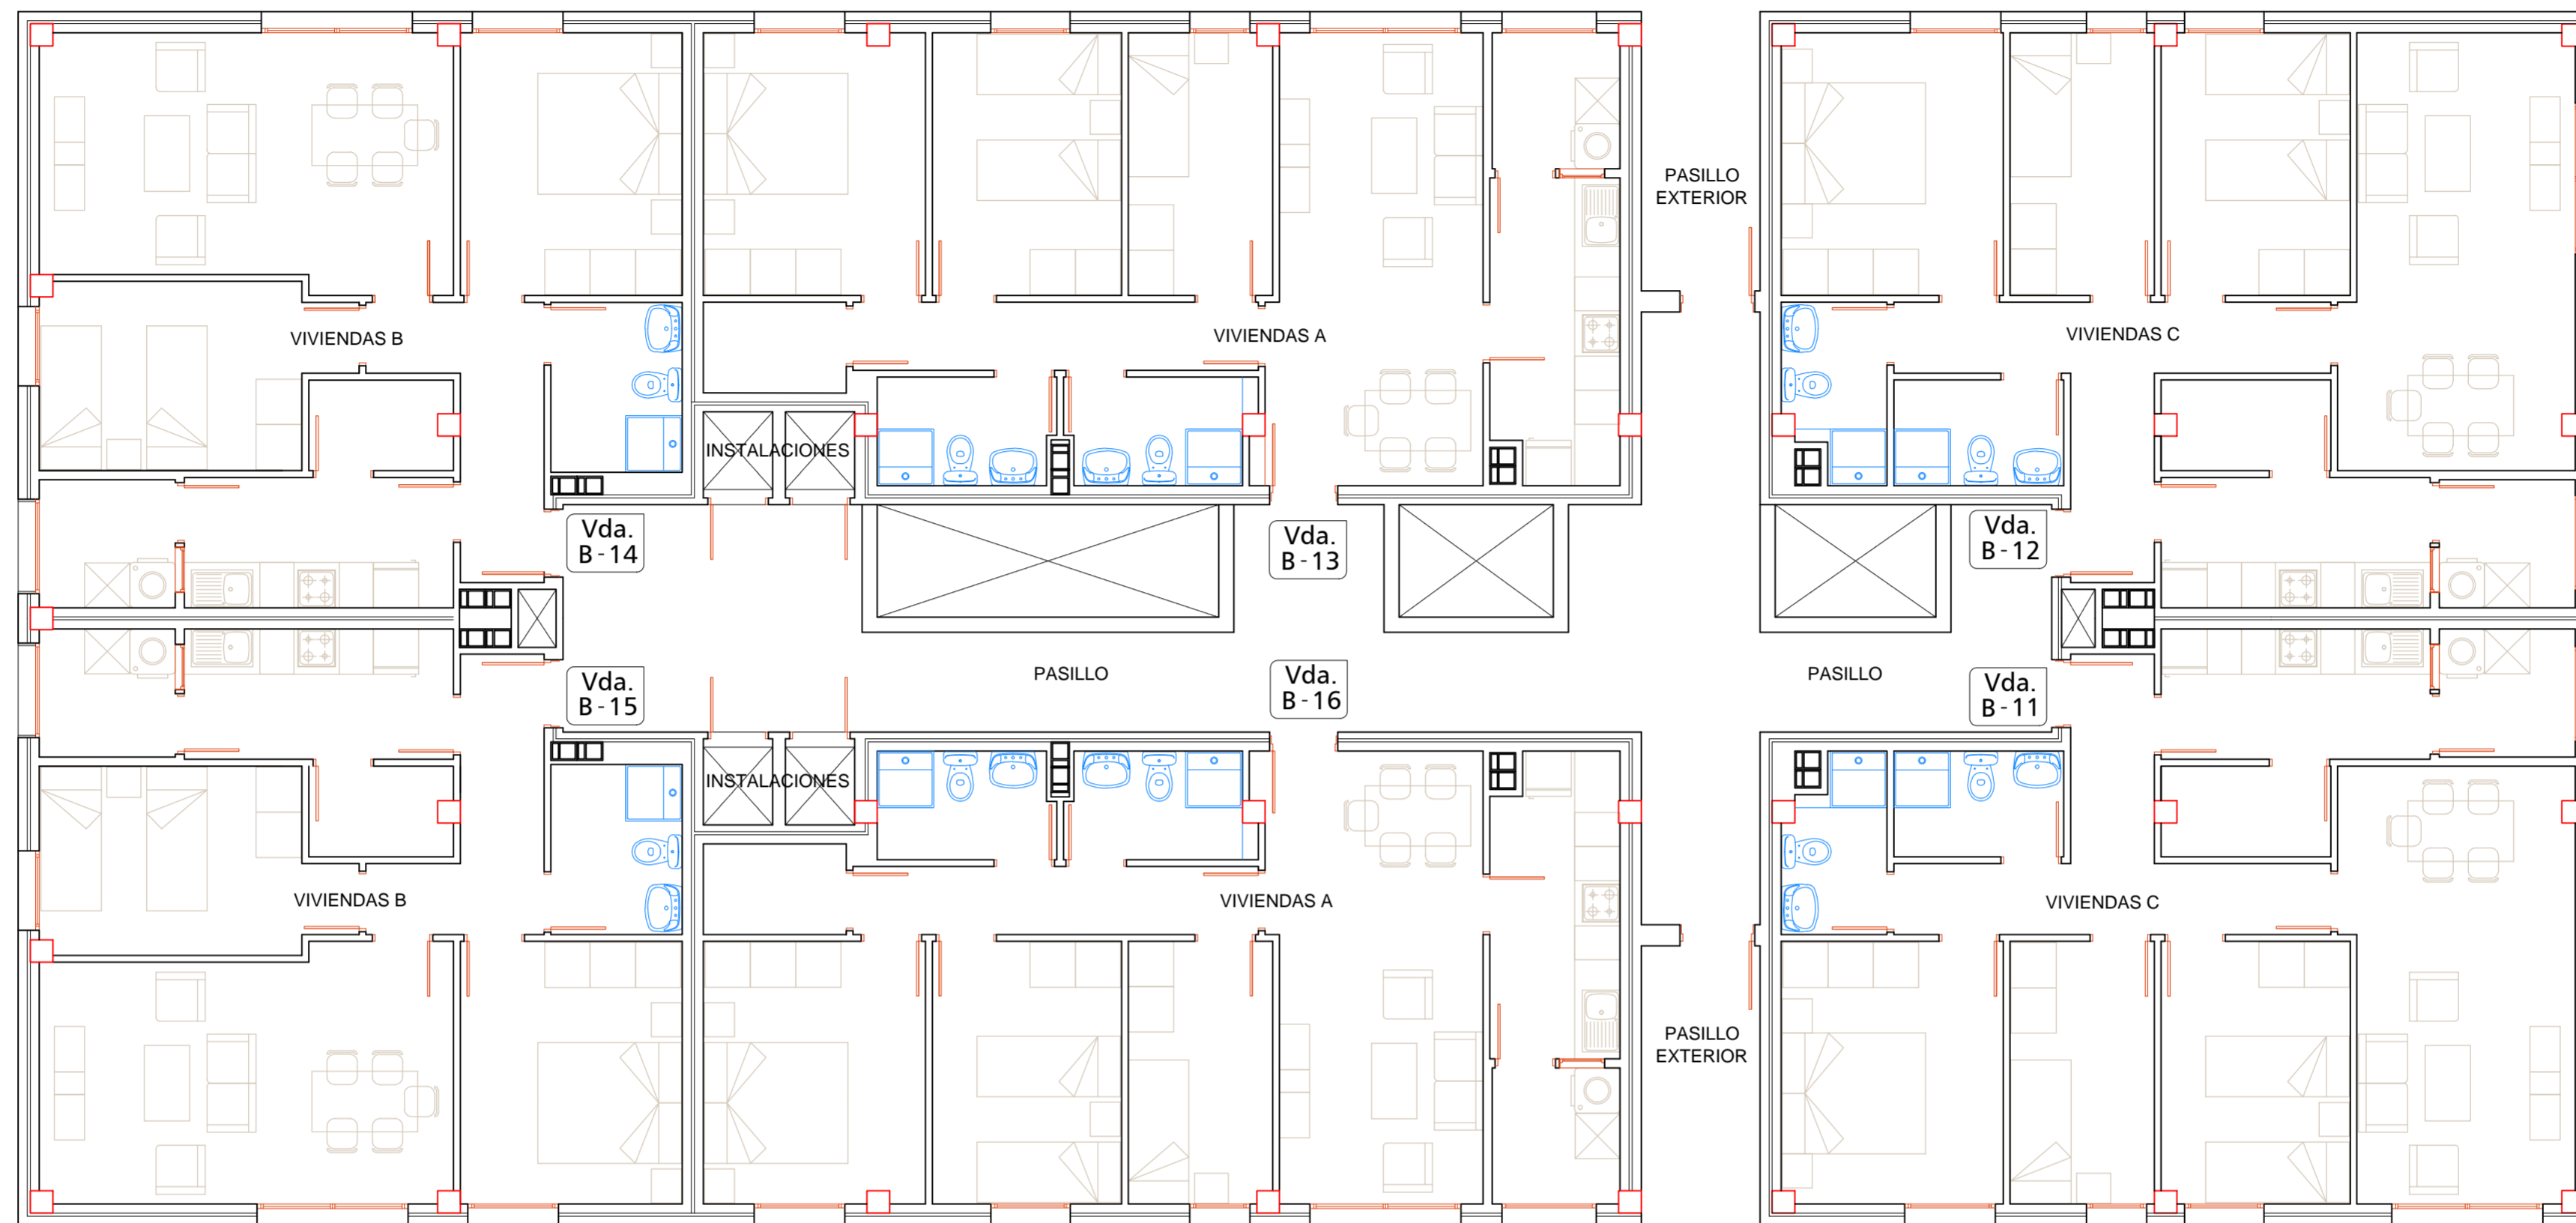 PASILLO
EXTERIOR
VIVIENDAS B
VIVIENDAS A
VIVIENDAS C
INSTALACIONES
Vda.
B-14
Vda.
B-13
Vda.
B-12
PASILLO
PASILLO
Vda.
B-15
Vda.
B-16
Vda.
B-11
INSTALACIONES
VIVIENDAS B
VIVIENDAS A
VIVIENDAS C
PASILLO
EXTERIOR